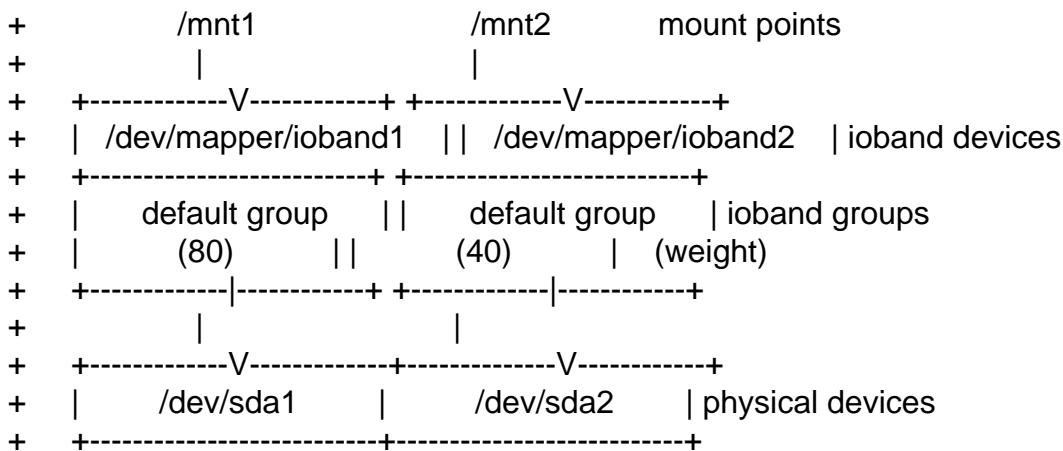 + /mnt1 /mnt2 mount points
+ | |
+ +-------------V------------+ +-------------V------------+
+ | /dev/mapper/ioband1 | | /dev/mapper/ioband2 | ioband devices
+ +--------------------------+ +--------------------------+
+ | default group | | default group | ioband groups
+ | (80) | | (40) | (weight)
+ +-------------|------------+ +-------------|------------+
+ | |
+ +-------------V-------------+--------------V------------+
+ | /dev/sda1 | /dev/sda2 | physical devices
+ +---------------------------+---------------------------+